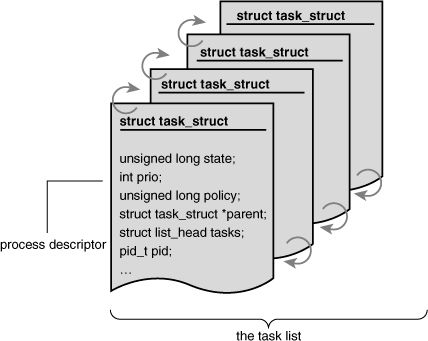 struct task_struct
struct task_struct
struct task_struct
struct task_struct
unsigned long state;
int prio;
unsigned long policy;
struct task_struct *parent;
struct list_head tasks;
pid_t pid;
...
process descriptor
the task list